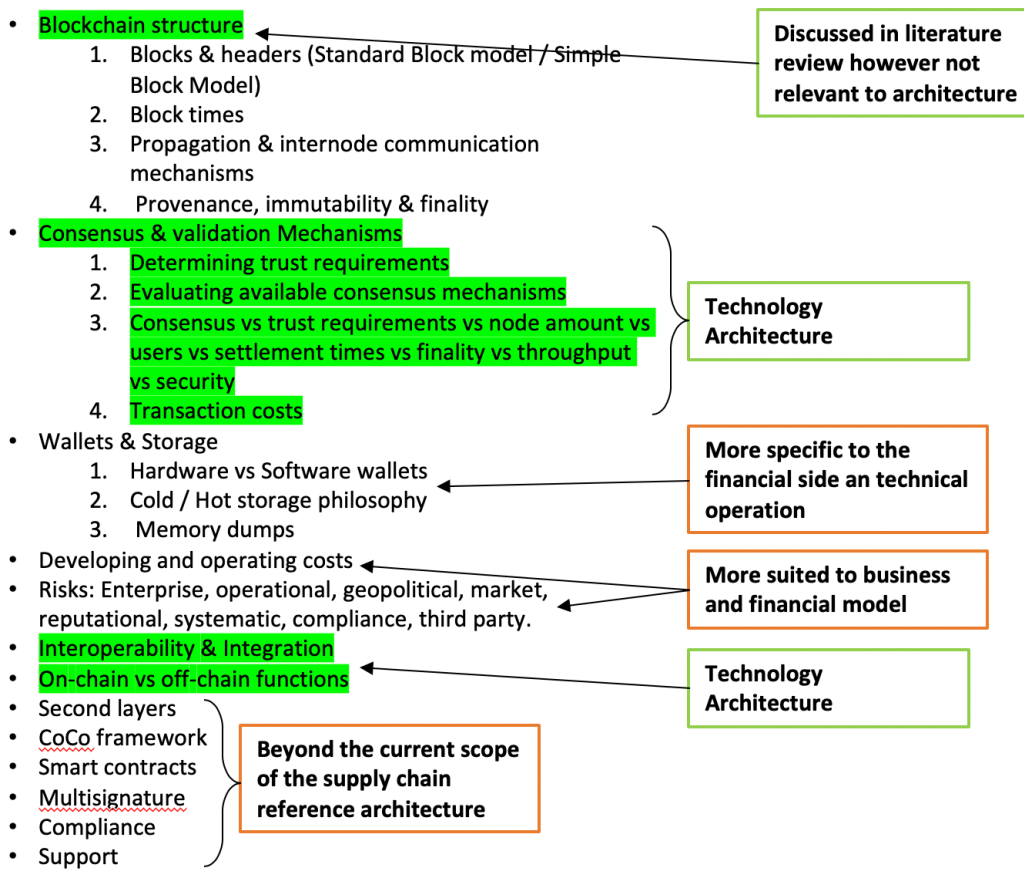 • Blockchain structure
1. Blocks & headers (Standard Block model / Simple
Block Model)
2. Block times
3. Propagation & internode communication
mechanisms
4. Provenance, immutability & finality
• Consensus & validation Mechanisms
1. Determining trust requirements
2. Evaluating available consensus mechanisms
3. Consensus vs trust requirements vs node amount vs
users vs settlement times vs finality vs throughput
vs security
4. Transaction costs
• Wallets & Storage
1. Hardware vs Software wallets
2. Cold / Hot storage philosophy
3. Memory dumps
• Developing and operating costs
• Risks: Enterprise, operational, geopolitical, market,
reputational, systematic, compliance, third party.
• Interoperability & Integration
• On-chain vs off-chain functions
• Second layers
• CoCo framework
• Smart contracts
• Multisignature
• Compliance
• Support
Discussed in literature
review however not
relevant to architecture
Technology
Architecture
More specific to the
financial side an technical
operation
More suited to business
and financial model
Technology
Architecture
Beyond the current scope
of the supply chain
reference architecture